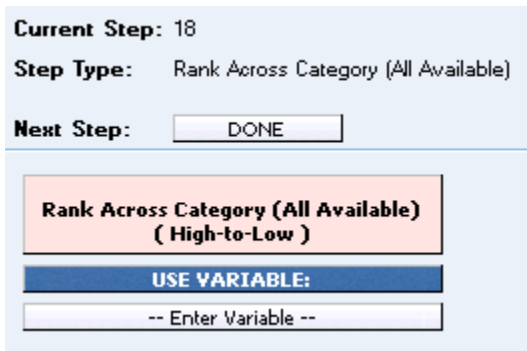 Current Step: 18
Step Type: Rank Across Category (All Available)
Next Step: DONE
Rank Across Category (All Available)
( High-to-Low )
USE VARIABLE:
-- Enter Variable --